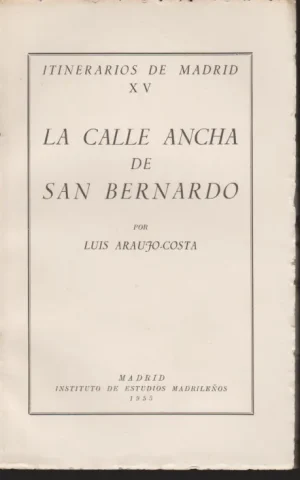 ITINERARIOS DE MADRID
XV
LA CALLE ANCHA
DE
SAN BERNARDO
POR
LUIS ARAUJO-COSTA
MADRID
INSTITUTO DE ESTUDIOS MADRILEÑOS
1955